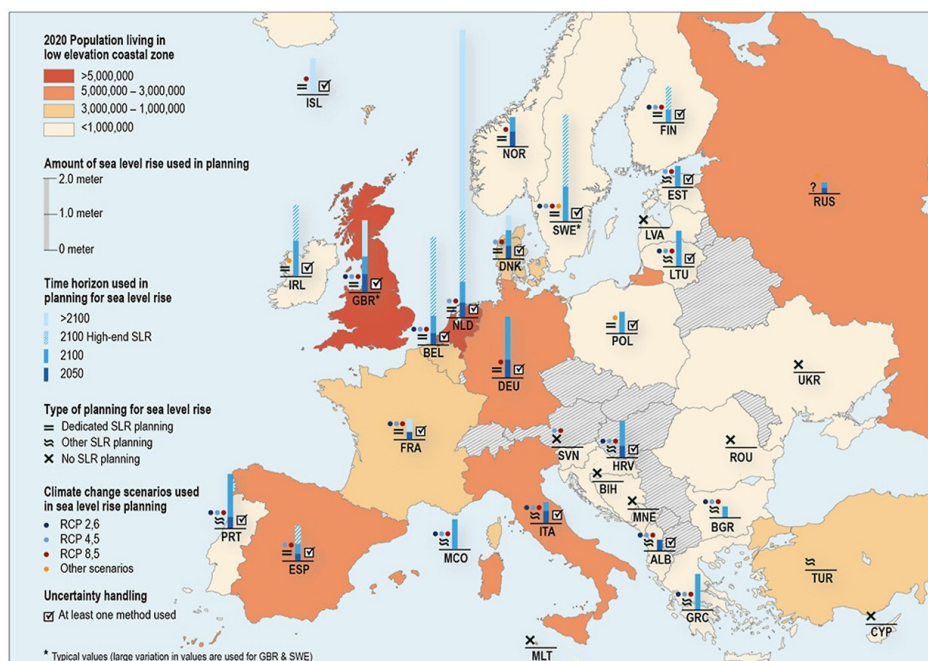 2020 Population living in
low elevation coastal zone
>5,000,000
5,000,000 – 3,000,000
3,000,000 – 1,000,000
<1,000,000
Amount of sea level rise used in planning
2.0 meter
1.0 meter
0 meter
Time horizon used in
planning for sea level rise
>2100
2100 High-end SLR
2100
2050
Type of planning for sea level rise
Dedicated SLR planning
Other SLR planning
No SLR planning
Climate change scenarios used
in sea level rise planning
RCP 2,6
RCP 4,5
RCP 8,5
Other scenarios
Uncertainty handling
At least one method used
* Typical values (large variation in values are used for GBR & SWE)
ISL
NOR
FIN
SWE*
EST
? RUS
LVA
LTU
IRL
GBR*
DNK
NLD
BEL
DEU
POL
UKR
FRA
SVN
HRV
ROU
BIH
MNE
BGR
PRT
ESP
MCO
ITA
ALB
TUR
GRC
CYP
MLT